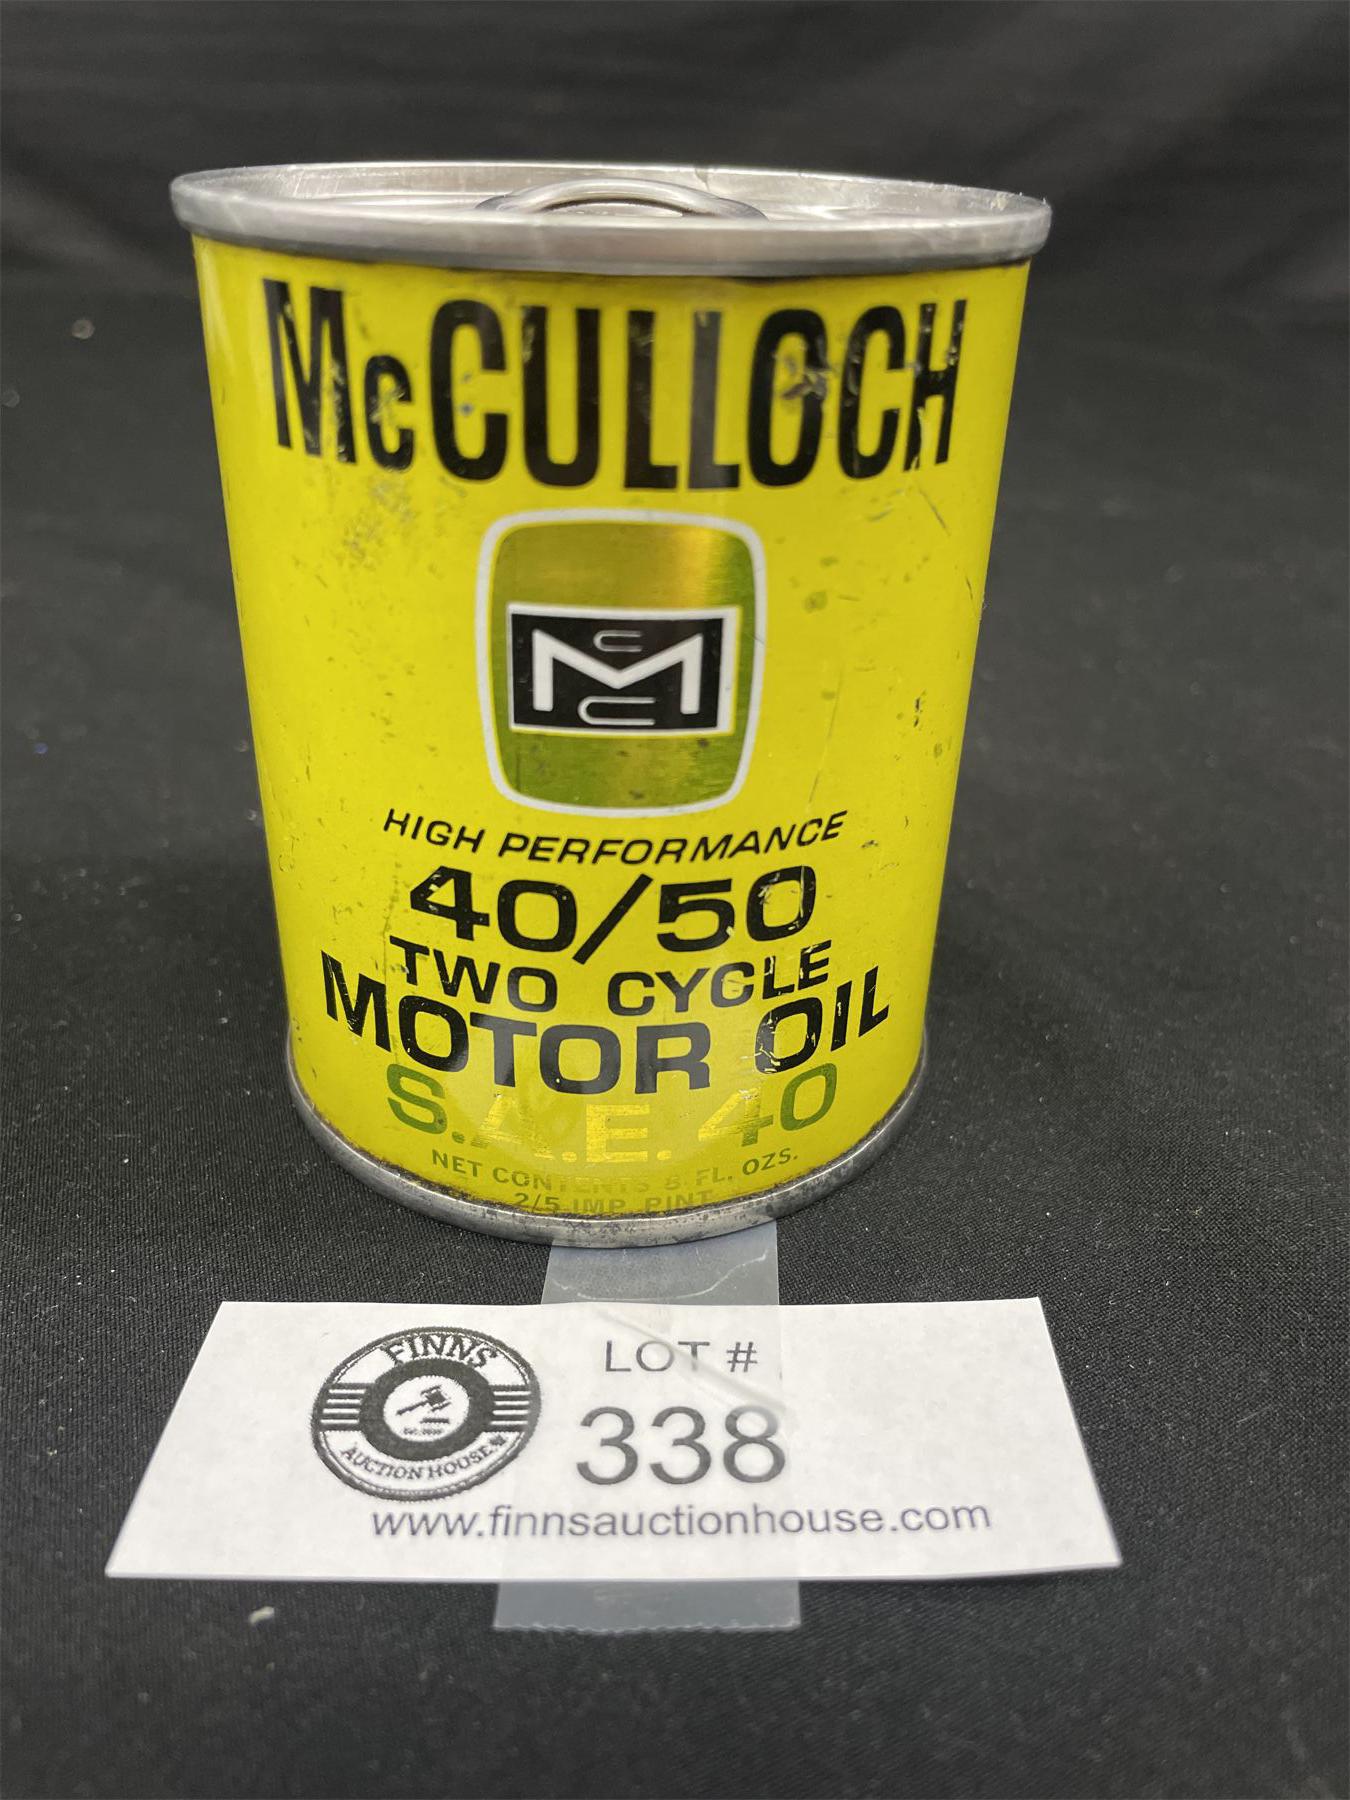 McCULLOCH
M
HIGH PERFORMANCE
40/50
TWO CYCLE
MOTOR OIL
S.A.E. 40
NET CONTENTS 8 FL. OZS.
2/5 IMP. PINT
FINNS
AUCTION HOUSE
LOT #
338
www.finnsauctionhouse.com